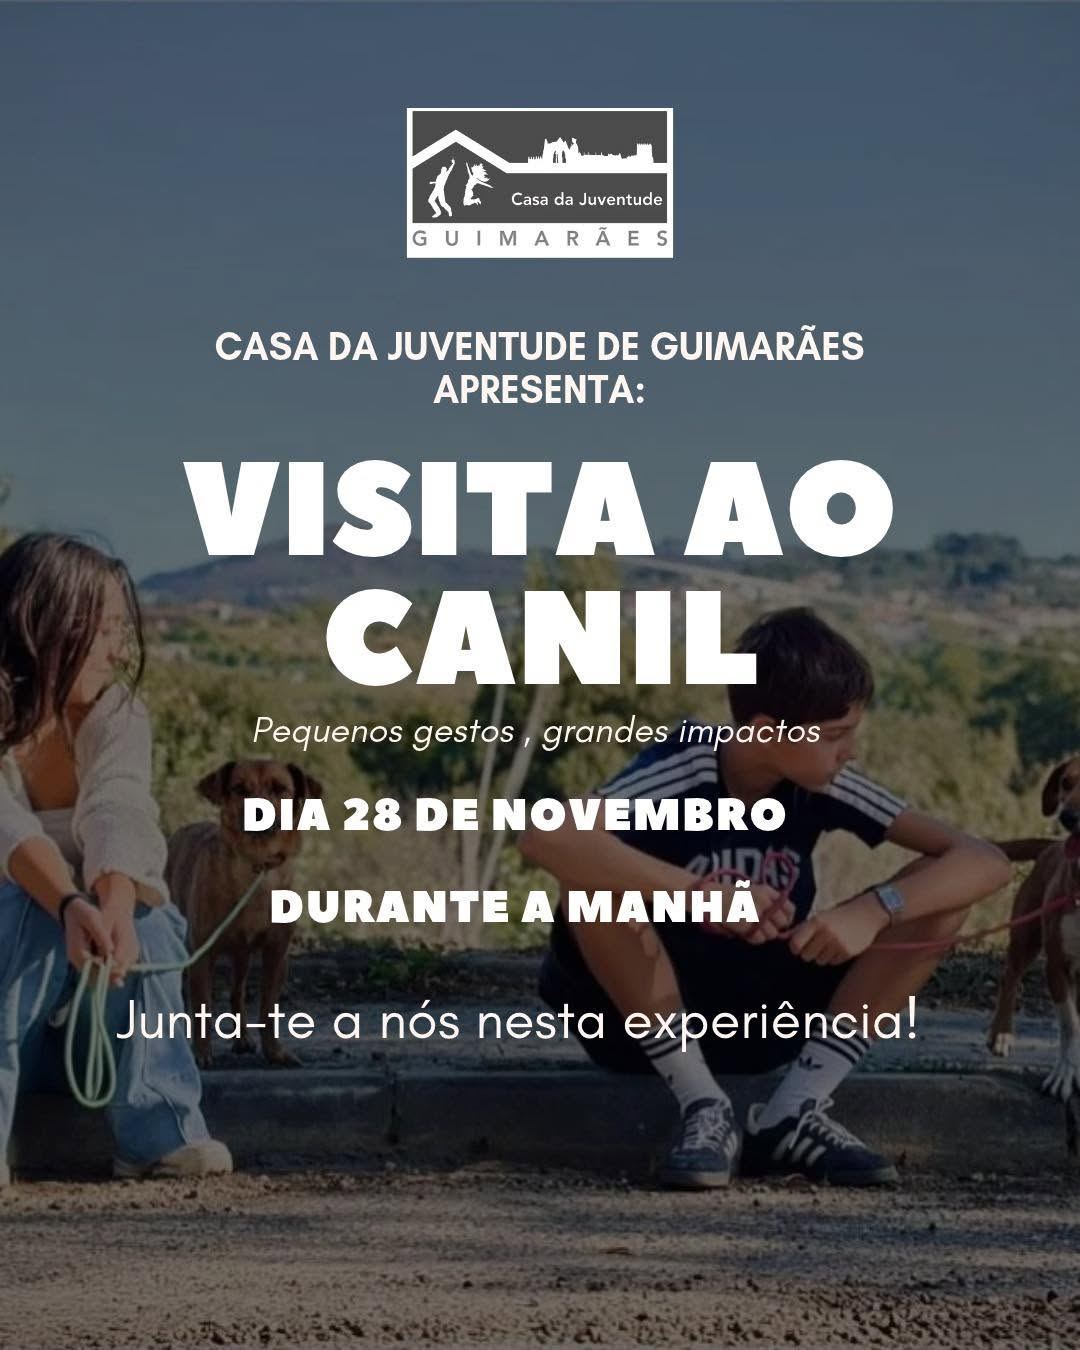 Casa da Juventude
GUIMARÃES
CASA DA JUVENTUDE DE GUIMARÃES
APRESENTA:
VISITA AO
CANIL
Pequenos gestos , grandes impactos
DIA 28 DE NOVEMBRO
DURANTE A MANHÃ
Junta-te a nós nesta experiência!